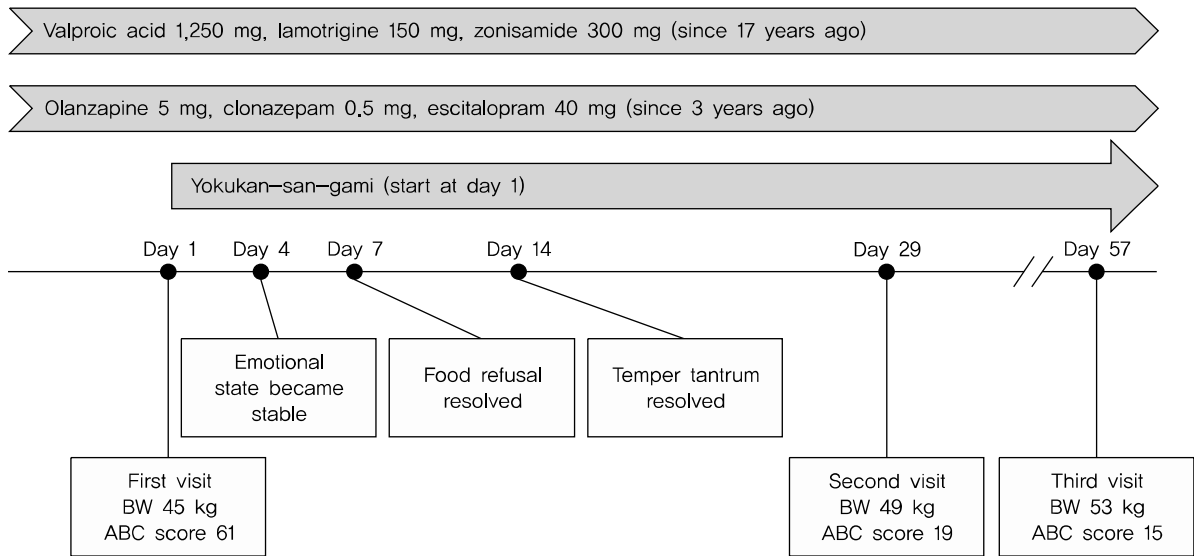 Valproic acid 1,250 mg, lamotrigine 150 mg, zonisamide 300 mg (since 17 years ago)
Olanzapine 5 mg, clonazepam 0.5 mg, escitalopram 40 mg (since 3 years ago)
Yokukan-san-gami (start at day 1)
Day 1
Day 4
Day 7
Day 14
Day 29
Day 57
Emotional
state became
stable
Food refusal
resolved
Temper tantrum
resolved
First visit
BW 45 kg
ABC score 61
Second visit
BW 49 kg
ABC score 19
Third visit
BW 53 kg
ABC score 15